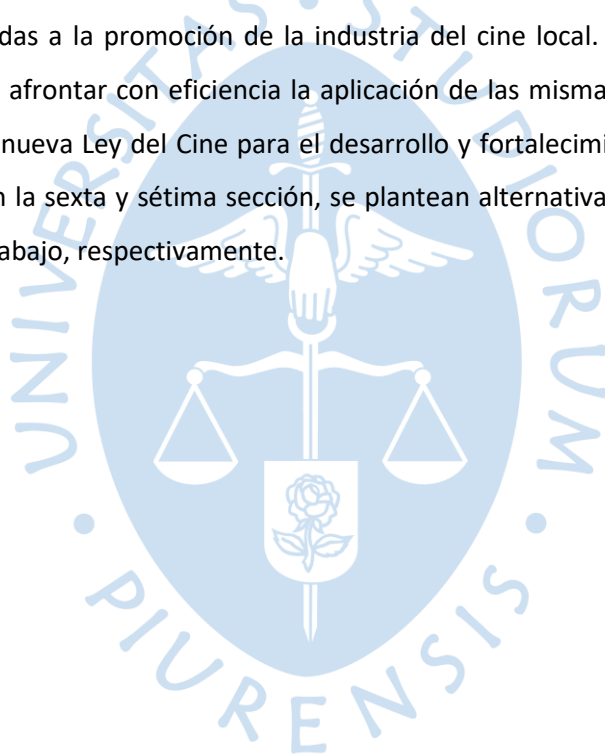 das a la promoción de la industria del cine local.
afrontar con eficiencia la aplicación de las misma
nueva Ley del Cine para el desarrollo y fortalecimi
n la sexta y sétima sección, se plantean alternativa
abajo, respectivamente.
UNIVERSITAS • STUDIORUM • PIURENSIS •